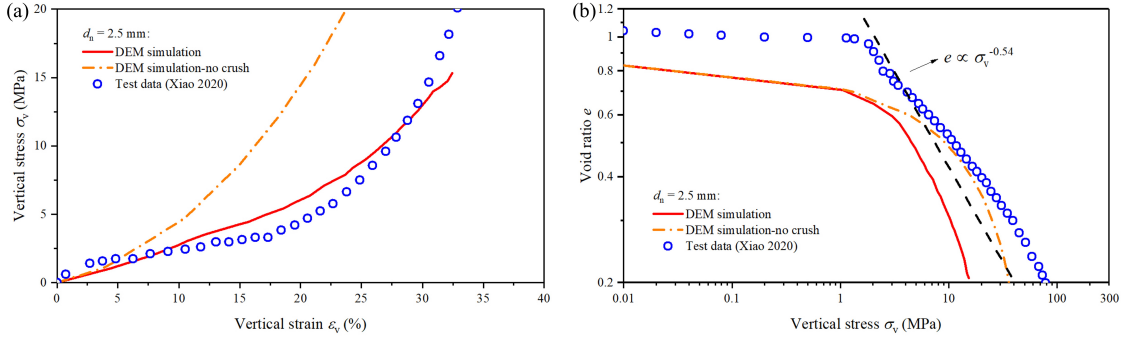 (a)
20
15
10
5
0
Vertical stress σv (MPa)
dn = 2.5 mm:
DEM simulation
DEM simulation-no crush
Test data (Xiao 2020)
0 5 10 15 20 25 30 35 40
Vertical strain εv (%)
(b)
1.2
1
0.8
0.6
0.4
0.2
Void ratio e
e ∝ σv^-0.54
dn = 2.5 mm:
DEM simulation
DEM simulation-no crush
Test data (Xiao 2020)
0.01 0.1 1 10 100 300
Vertical stress σv (MPa)